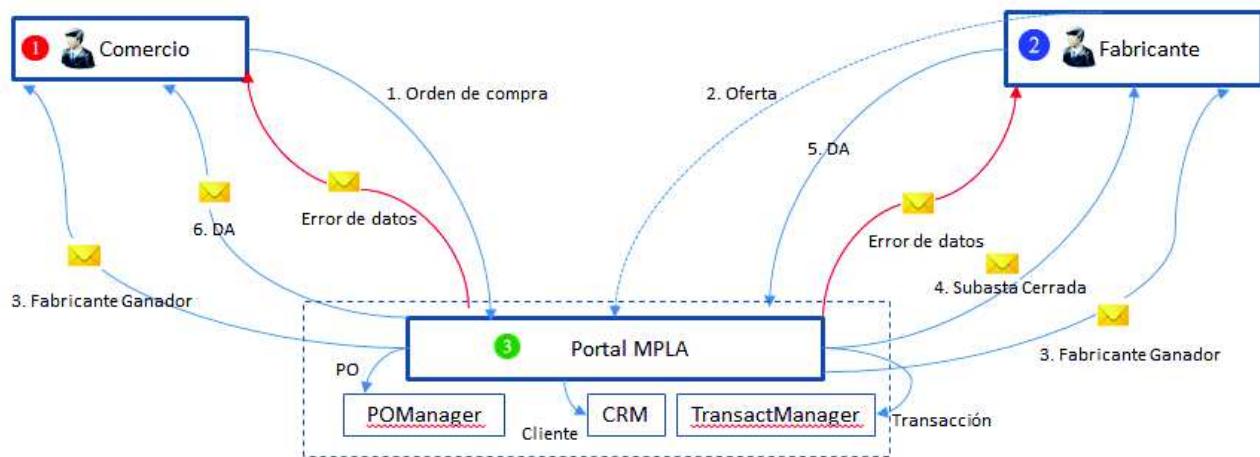 1 Comercio
2 Fabricante
1. Orden de compra
2. Oferta
5. DA
Error de datos
6. DA
Error de datos
3. Fabricante Ganador
4. Subasta Cerrada
3 Portal MPLA
3. Fabricante Ganador
PO
POManager
CRM
TransactManager
Cliente
Transacción